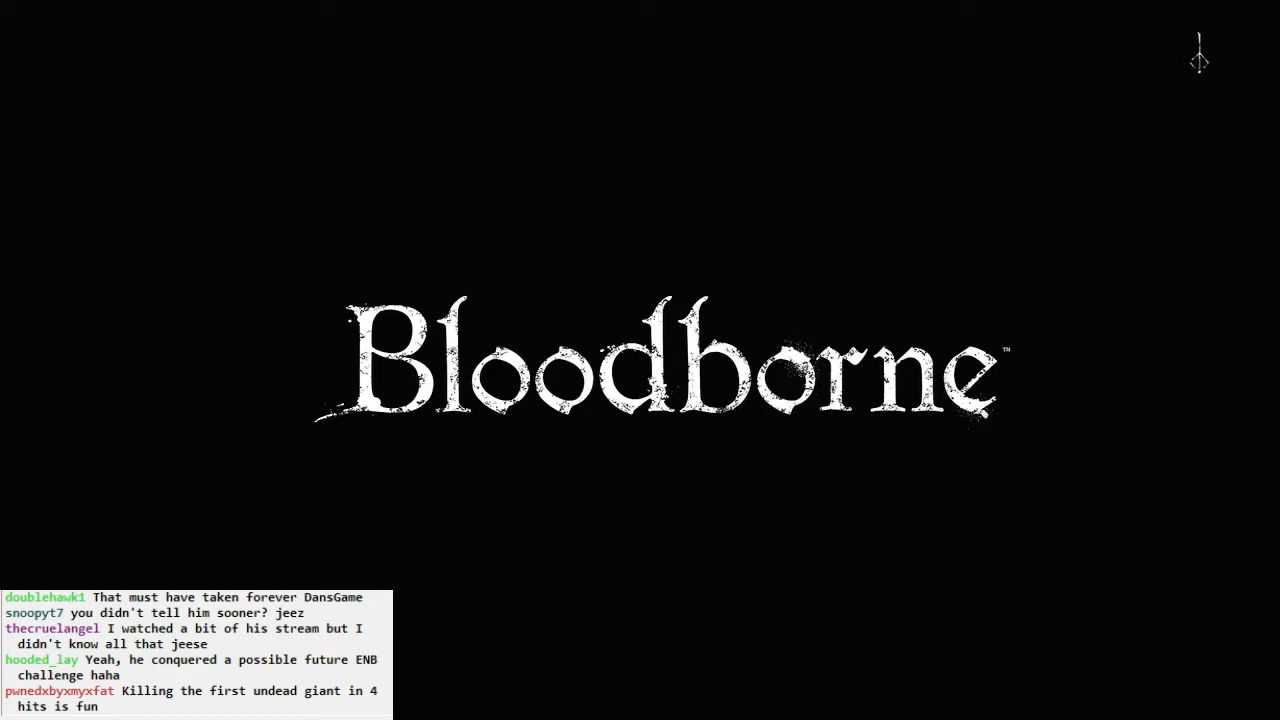 Bloodborne™
doublehawk1 That must have taken forever DansGame
snoopyt7 you didn't tell him sooner? jeez
thecruelangel I watched a bit of his stream but I
didn't know all that jeese
hooded_lay Yeah, he conquered a possible future ENB
challenge haha
pwnedxbyxmyxfat Killing the first undead giant in 4
hits is fun